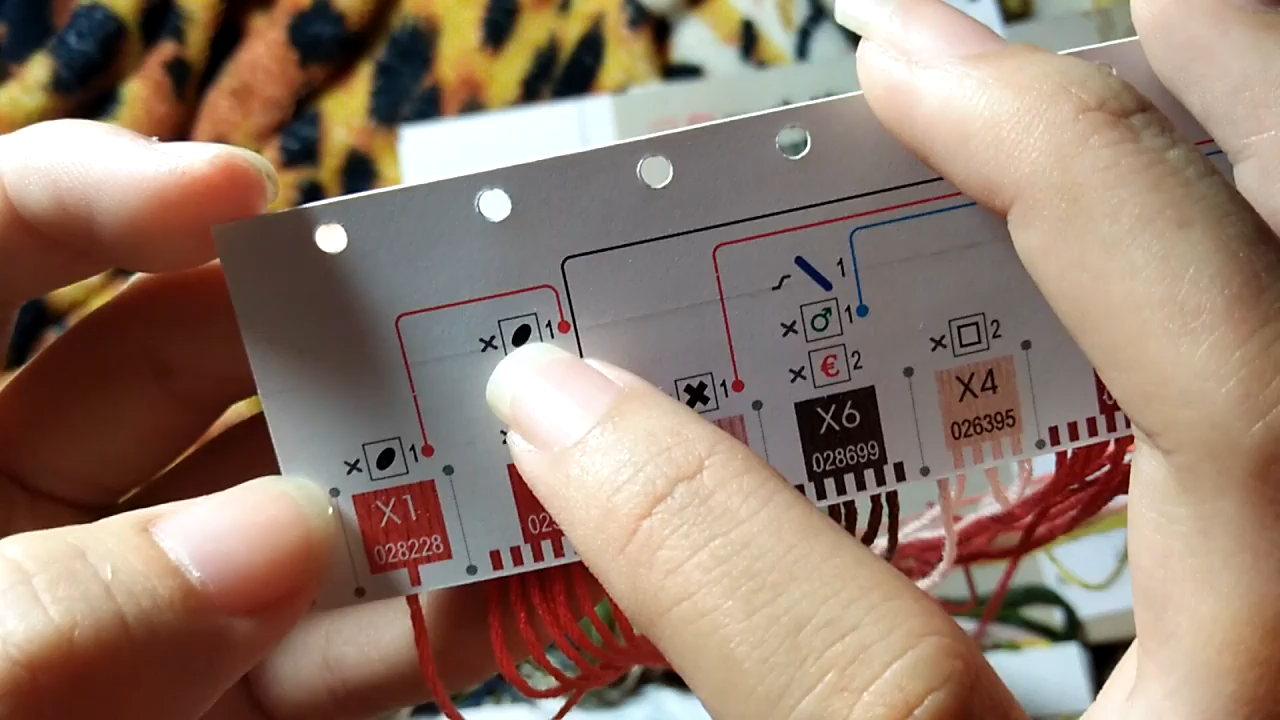 1
× ♂ 1
× 1
× € 2
× □ 2
✖ 1
X6
028699
X4
026395
× 1
X1
028228